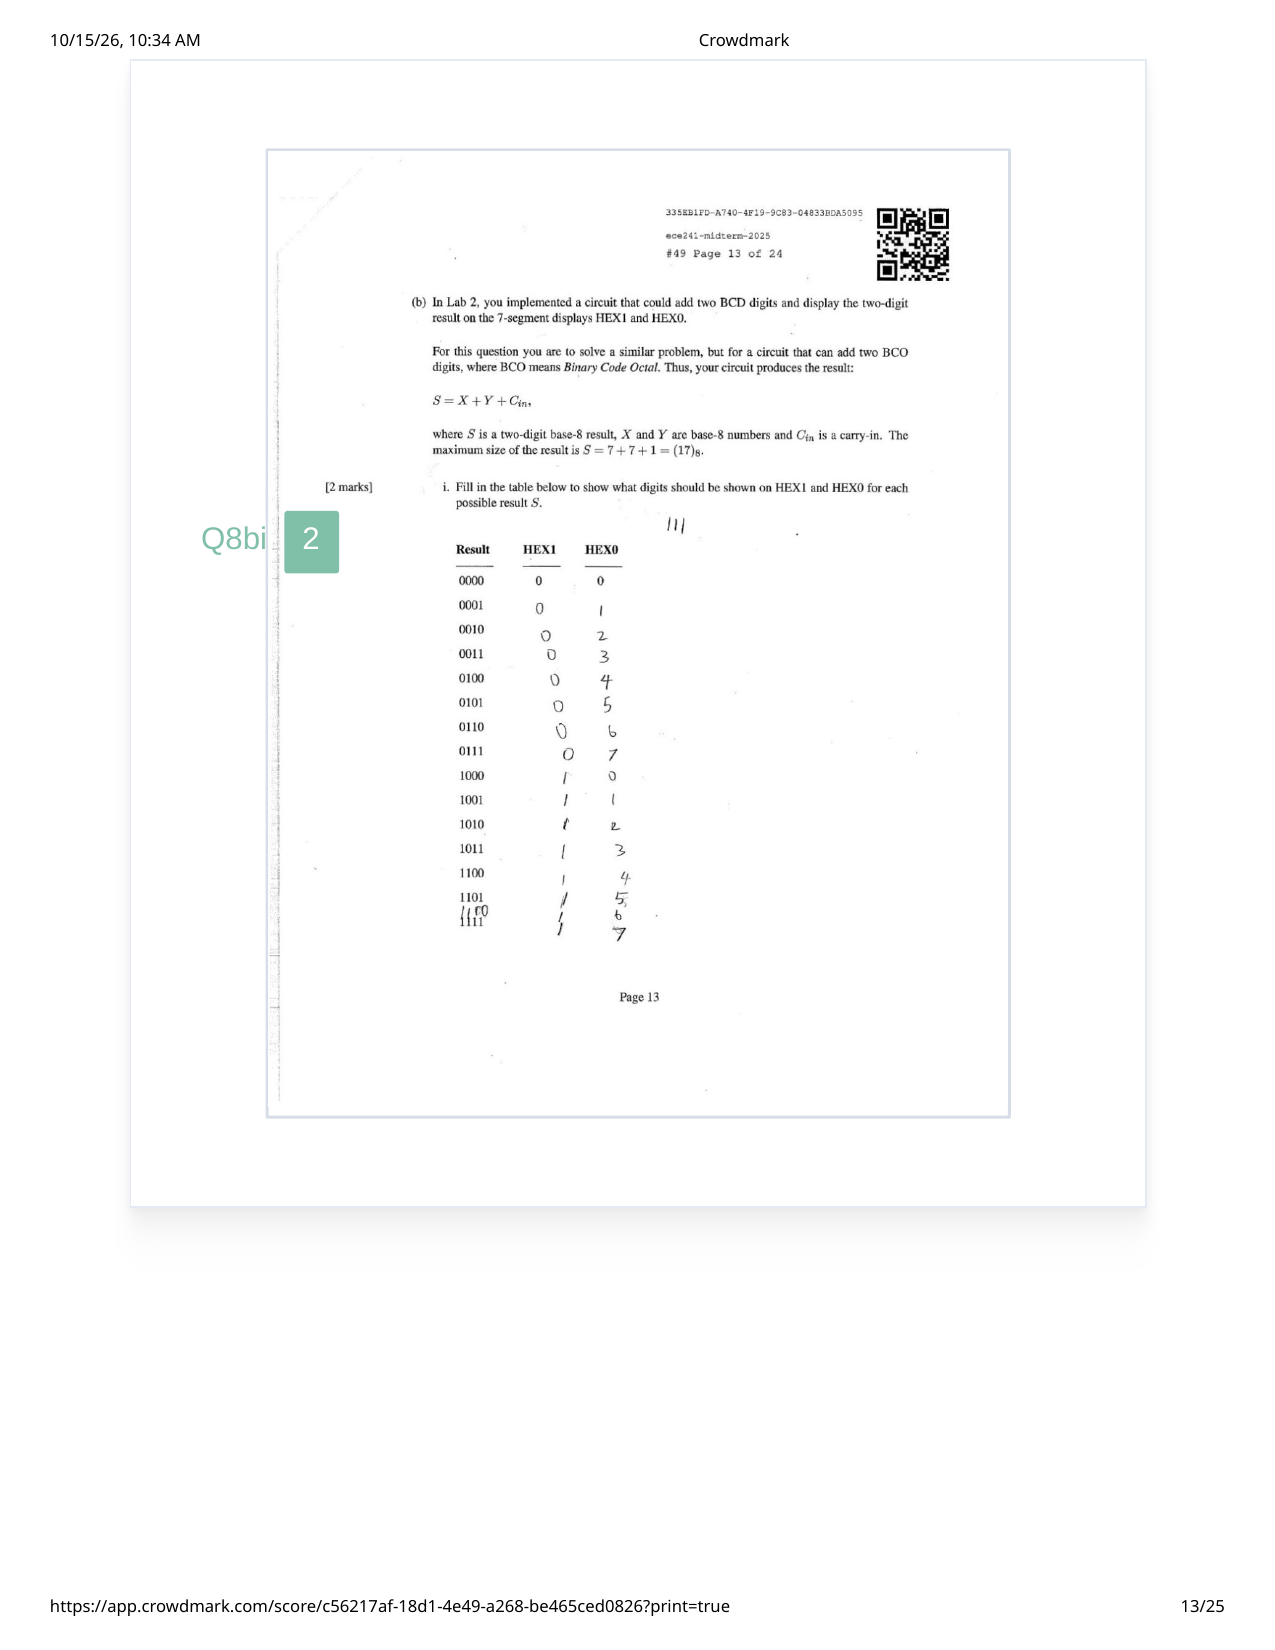 10/15/26, 10:34 AM Crowdmark
335EB1FD-A740-4F19-9C83-04833BDA5095
ece241-midterm-2025
#49 Page 13 of 24
(b) In Lab 2, you implemented a circuit that could add two BCD digits and display the two-digit
result on the 7-segment displays HEX1 and HEX0.
For this question you are to solve a similar problem, but for a circuit that can add two BCO
digits, where BCO means Binary Code Octal. Thus, your circuit produces the result:
S = X + Y + Cin,
where S is a two-digit base-8 result, X and Y are base-8 numbers and Cin is a carry-in. The
maximum size of the result is S = 7 + 7 + 1 = (17)8.
[2 marks] i. Fill in the table below to show what digits should be shown on HEX1 and HEX0 for each
possible result S.
111
Q8bi 2
Result HEX1 HEX0
0000 0 0
0001 0 1
0010 0 2
0011 0 3
0100 0 4
0101 0 5
0110 0 6
0111 0 7
1000 1 0
1001 1 1
1010 1 2
1011 1 3
1100 1 4
1101 1 5
1100 1 6
1111 1 7
Page 13
https://app.crowdmark.com/score/c56217af-18d1-4e49-a268-be465ced0826?print=true 13/25